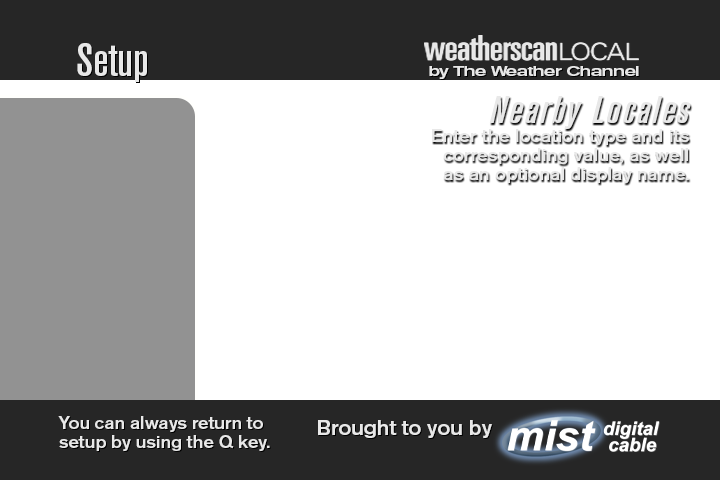 Setup
weatherscanLOCAL
by The Weather Channel
Nearby Locales
Enter the location type and its
corresponding value, as well
as an optional display name.
You can always return to
setup by using the Q key.
Brought to you by
mist digital
cable